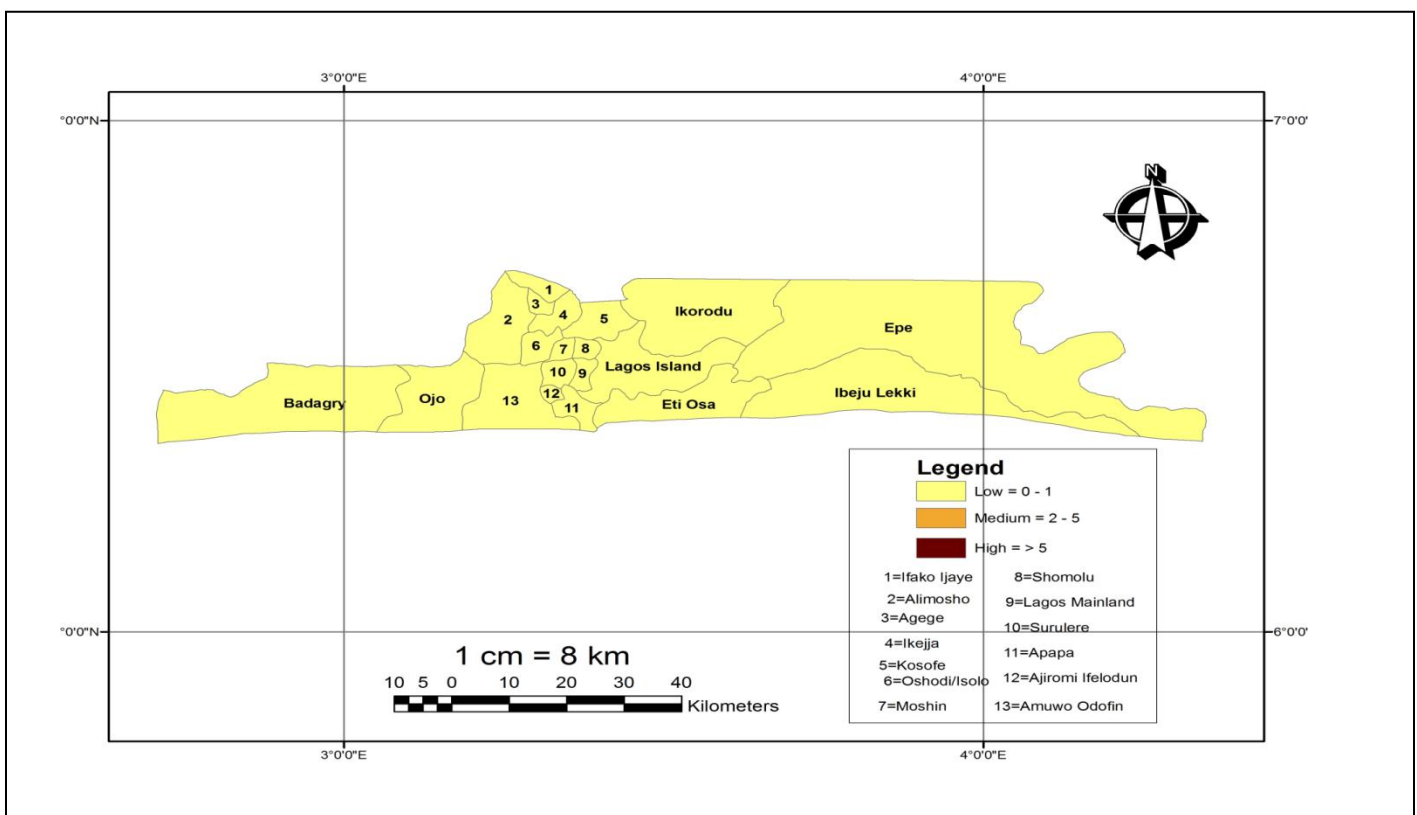 3°0'0"E 4°0'0"E
°0'0"N 7°0'0'
N
1
3
2 4 5 Ikorodu
Epe
6 7 8
Lagos Island
10 9
Ibeju Lekki
12
Badagry Ojo 13 11 Eti Osa
Legend
Low = 0 - 1
Medium = 2 - 5
High = > 5
1=Ifako Ijaye 8=Shomolu
2=Alimosho 9=Lagos Mainland
3=Agege 10=Surulere
4=Ikejja 11=Apapa
5=Kosofe
6=Oshodi/Isolo 12=Ajiromi Ifelodun
7=Moshin 13=Amuwo Odofin
°0'0"N 6°0'0'
1 cm = 8 km
10 5 0 10 20 30 40
Kilometers
3°0'0"E 4°0'0"E